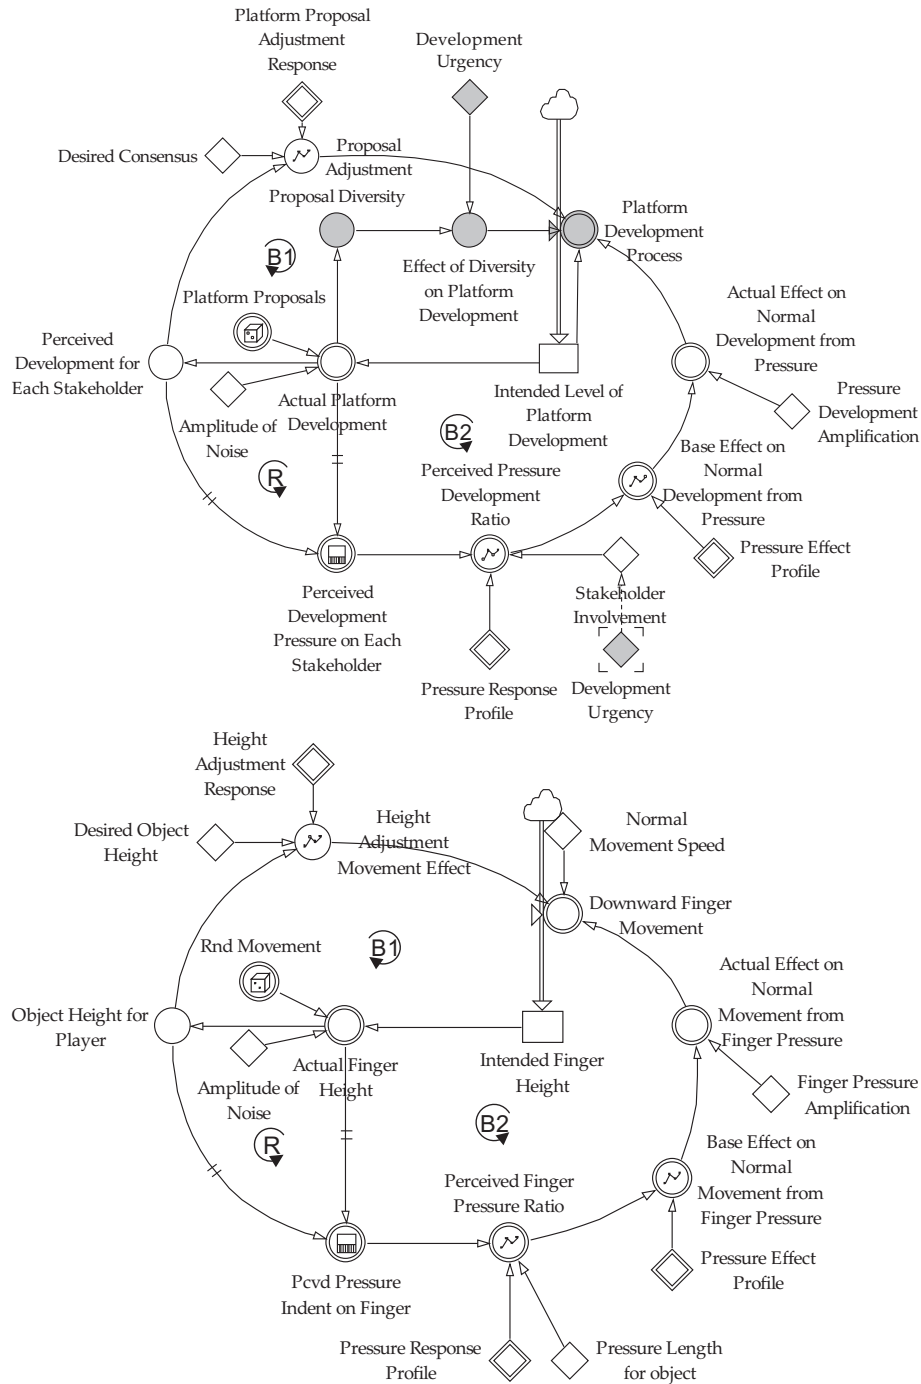 Platform Proposal
Adjustment
Response
Development
Urgency
Desired Consensus
Proposal
Adjustment
Proposal Diversity
Platform
Development
Process
B1
Effect of Diversity
on Platform
Development
Platform Proposals
Actual Effect on
Normal
Development from
Pressure
Perceived
Development for
Each Stakeholder
Amplitude of
Noise
Actual Platform
Development
Intended Level of
Platform
Development
Pressure
Development
Amplification
B2
R
Perceived Pressure
Development
Ratio
Base Effect on
Normal
Development from
Pressure
Pressure Effect
Profile
Perceived
Development
Pressure on Each
Stakeholder
Stakeholder
Involvement
Pressure Response
Profile
Development
Urgency
Height
Adjustment
Response
Desired Object
Height
Height
Adjustment
Movement Effect
Normal
Movement Speed
Downward Finger
Movement
Rnd Movement
B1
Actual Effect on
Normal
Movement from
Finger Pressure
Object Height for
Player
Amplitude of
Noise
Actual Finger
Height
Intended Finger
Height
Finger Pressure
Amplification
B2
R
Base Effect on
Normal
Movement from
Finger Pressure
Perceived Finger
Pressure Ratio
Pcvd Pressure
Indent on Finger
Pressure Effect
Profile
Pressure Response
Profile
Pressure Length
for object